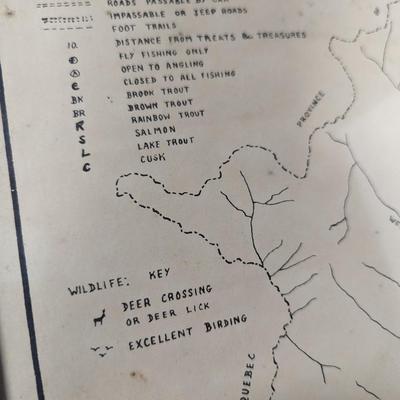 ROADS PASSABLE BY CAR
IMPASSABLE OR JEEP ROADS
FOOT TRAILS
10. DISTANCE FROM TREATS & TREASURES
FLY FISHING ONLY
OPEN TO ANGLING
C CLOSED TO ALL FISHING
BK BROOK TROUT
BR BROWN TROUT
R RAINBOW TROUT
S SALMON
L LAKE TROUT
C CUSK
PROVINCE
WILDLIFE: KEY
DEER CROSSING
OR DEER LICK
EXCELLENT BIRDING
QUEBEC